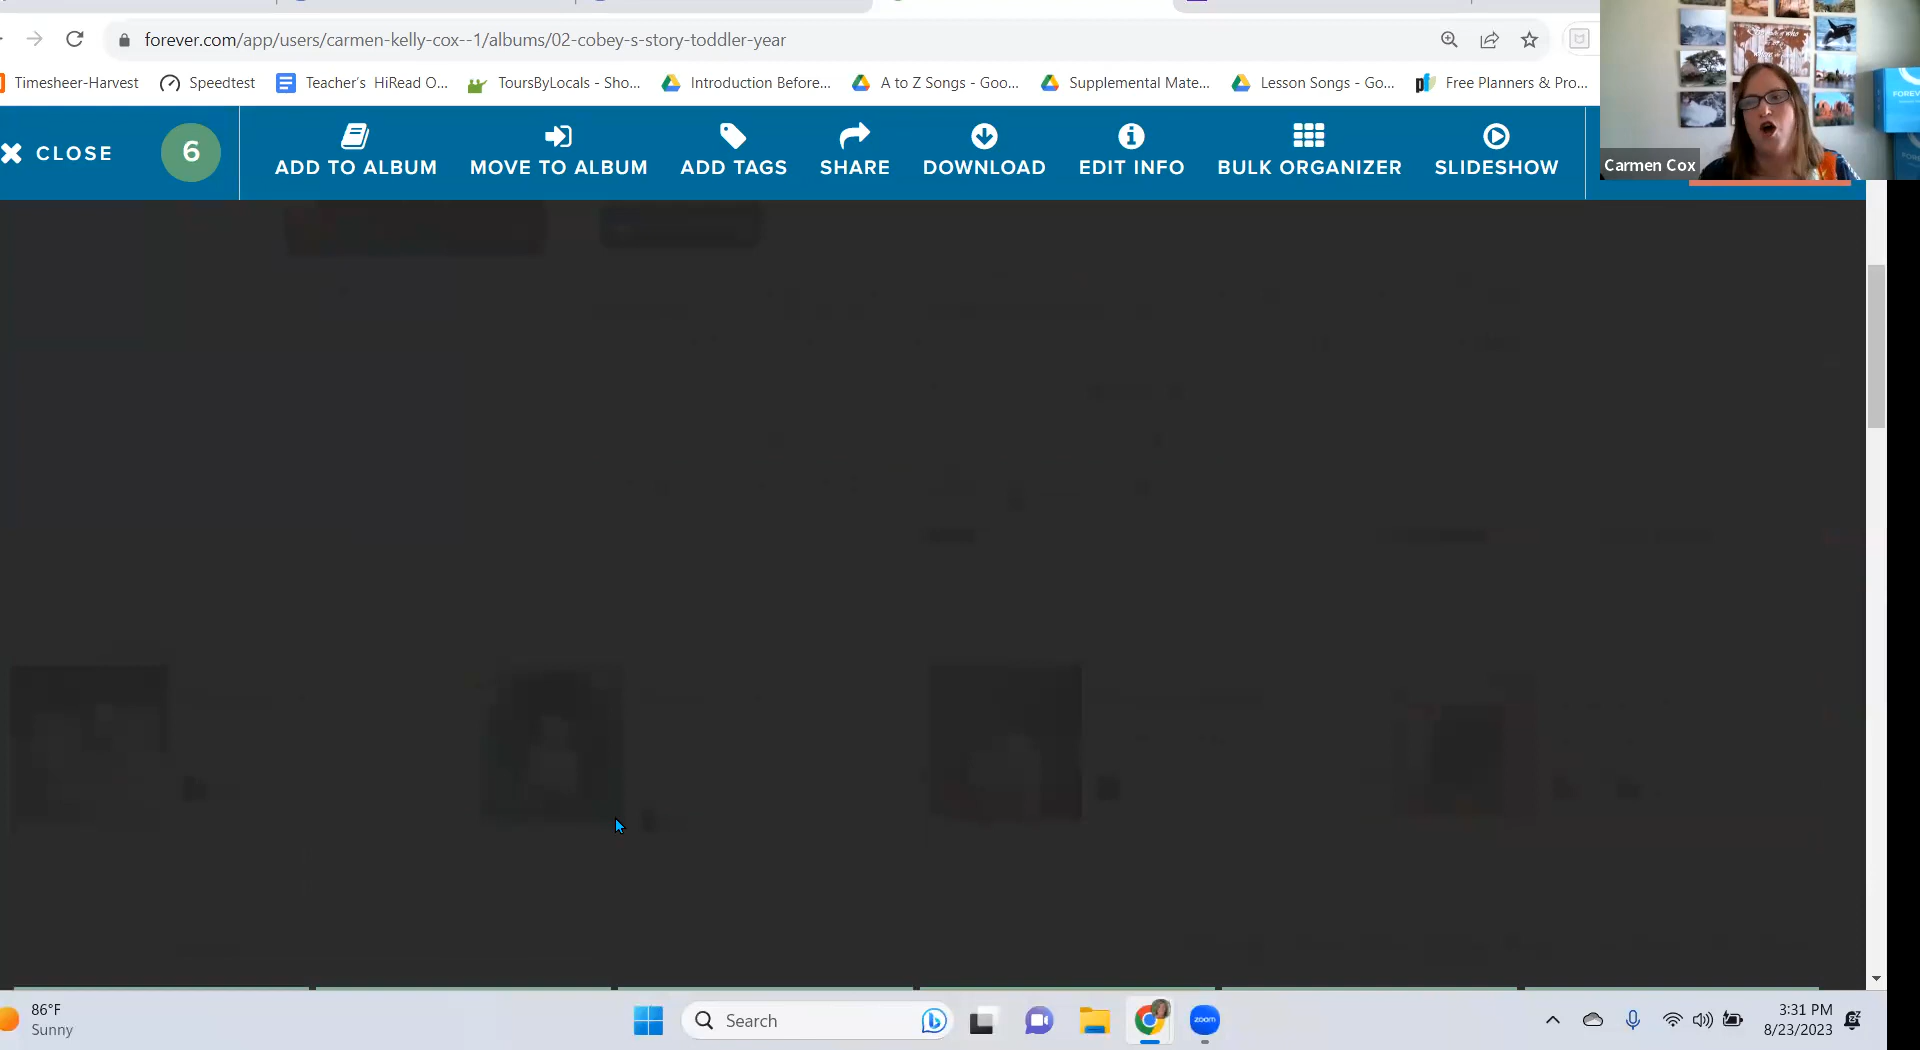 forever.com/app/users/carmen-kelly-cox--1/albums/02-cobey-s-story-toddler-year
Timesheer-Harvest Speedtest Teacher's HiRead O... ToursByLocals - Sho... Introduction Before... A to Z Songs - Goo... Supplemental Mate... Lesson Songs - Go... Free Planners & Pro...
CLOSE 6 ADD TO ALBUM MOVE TO ALBUM ADD TAGS SHARE DOWNLOAD EDIT INFO BULK ORGANIZER SLIDESHOW
Carmen Cox
86°F
Sunny
Search
zoom
3:31 PM
8/23/2023